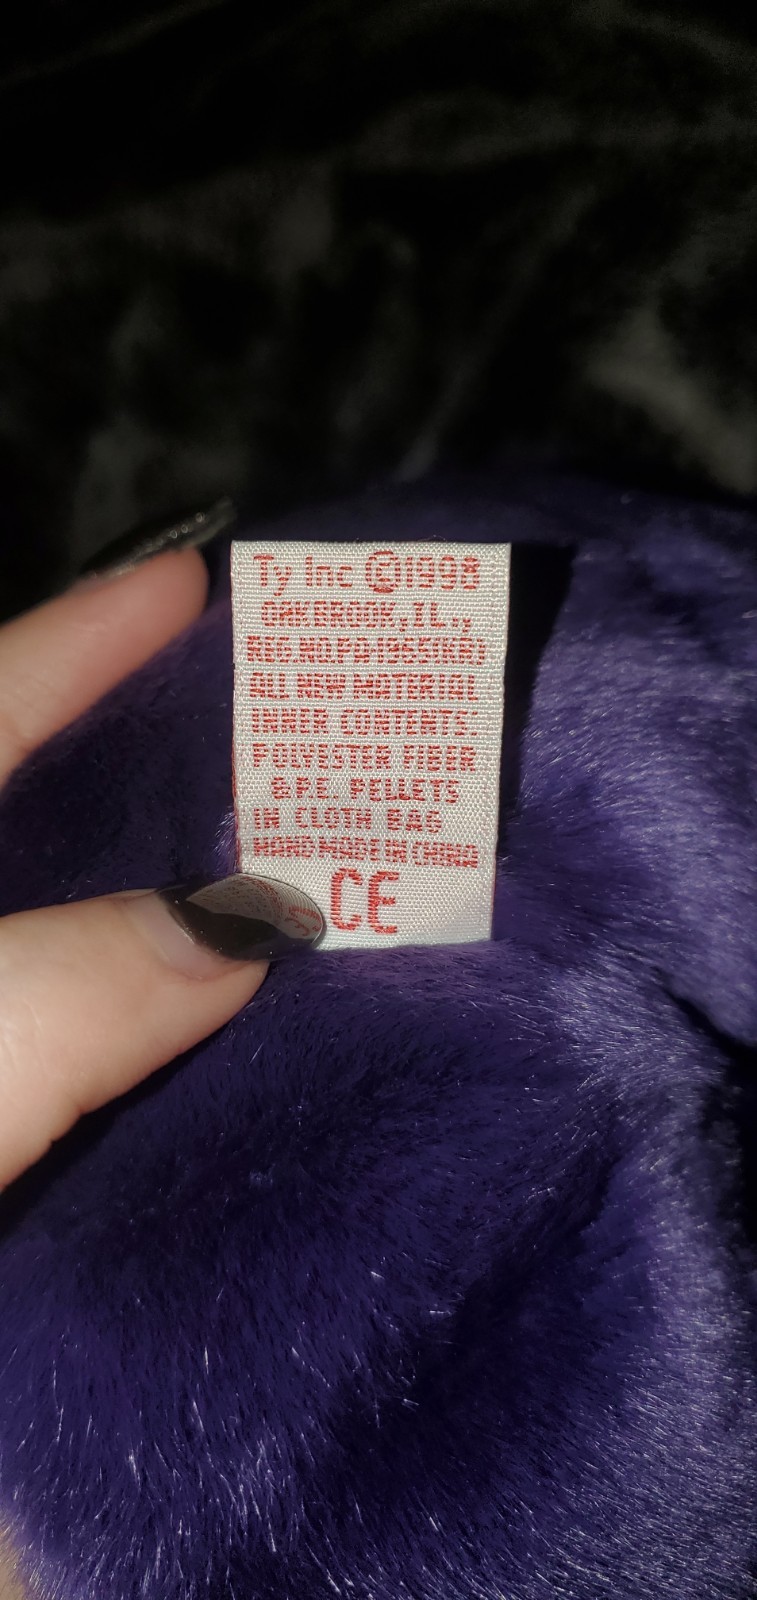 Ty Inc ©1998
OAKBROOK, IL.,
REG. NO. PA.1965(KR)
ALL NEW MATERIAL
INNER CONTENTS:
POLYESTER FIBER
& P.E. PELLETS
IN CLOTH BAG
HAND MADE IN CHINA
CE